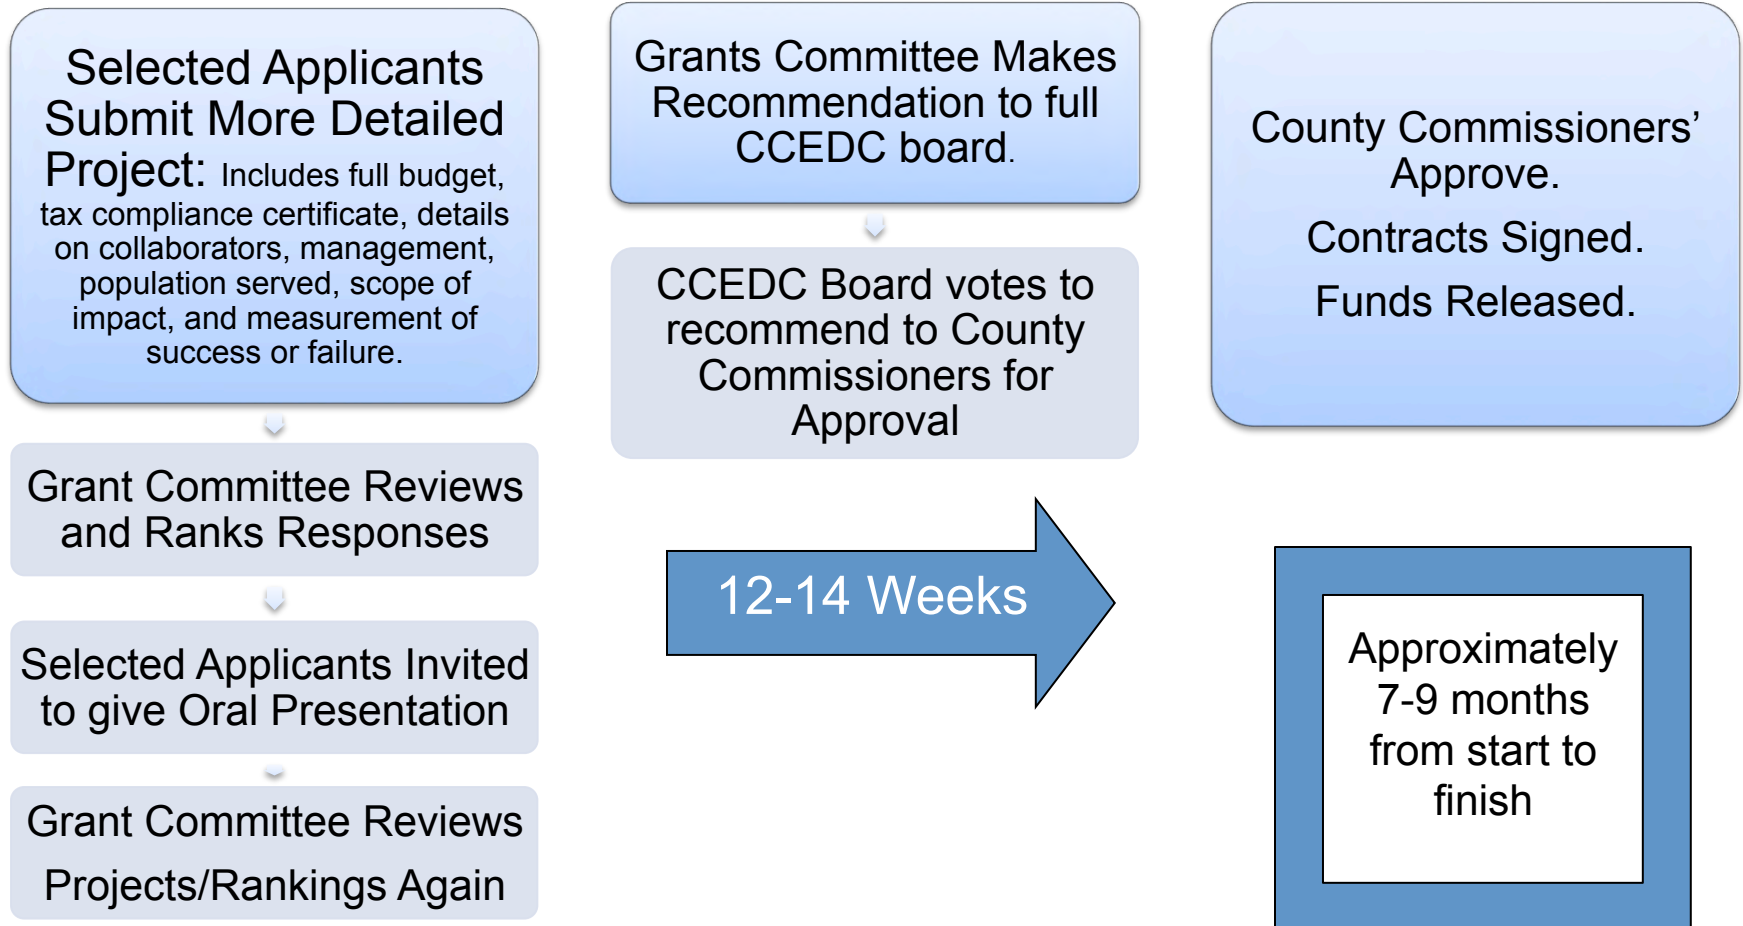 Selected Applicants
Submit More Detailed
Project: Includes full budget,
tax compliance certificate, details
on collaborators, management,
population served, scope of
impact, and measurement of
success or failure.
Grant Committee Reviews
and Ranks Responses
Selected Applicants Invited
to give Oral Presentation
Grant Committee Reviews
Projects/Rankings Again
Grants Committee Makes
Recommendation to full
CCEDC board.
CCEDC Board votes to
recommend to County
Commissioners for
Approval
12-14 Weeks
County Commissioners’
Approve.
Contracts Signed.
Funds Released.
Approximately
7-9 months
from start to
finish